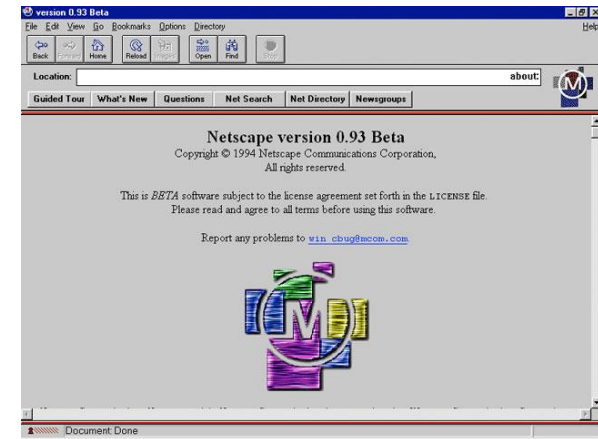 version 0.93 Beta
File Edit View Go Bookmarks Options Directory Help
Back Forward Home Reload Images Open Find Stop
Location: about:
Guided Tour What's New Questions Net Search Net Directory Newsgroups
Netscape version 0.93 Beta
Copyright © 1994 Netscape Communications Corporation,
All rights reserved.
This is BETA software subject to the license agreement set forth in the LICENSE file.
Please read and agree to all terms before using this software.
Report any problems to win_cbug@mcom.com
M
Document: Done